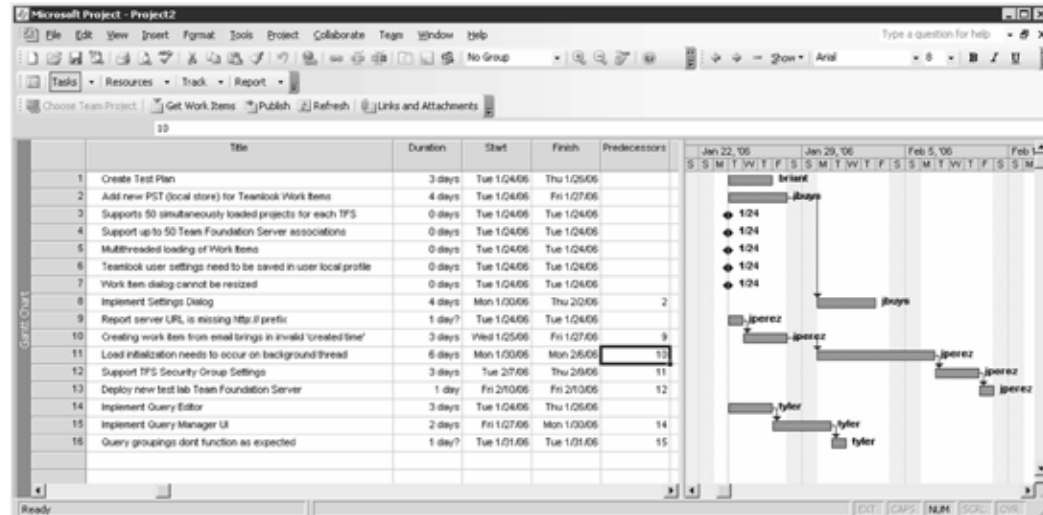 Microsoft Project - Project2
File Edit View Insert Format Tools Project Collaborate Team Window Help Type a question for help
No Group Show Arial 8 B I U
Tasks Resources Track Report
Choose Team Project Get Work Items Publish Refresh Links and Attachments
10
Title Duration Start Finish Predecessors Jan 22, '06 Jan 29, '06 Feb 5, '06 Feb 1
S S M T W T F S S M T W T F S S M T W T F S S M
1 Create Test Plan 3 days Tue 1/24/06 Thu 1/26/06 briant
2 Add new PST (local store) for Teamlook Work Items 4 days Tue 1/24/06 Fri 1/27/06 jbuys
3 Supports 50 simultaneously loaded projects for each TFS 0 days Tue 1/24/06 Tue 1/24/06 1/24
4 Support up to 50 Team Foundation Server associations 0 days Tue 1/24/06 Tue 1/24/06 1/24
5 Multithreaded loading of Work Items 0 days Tue 1/24/06 Tue 1/24/06 1/24
6 Teamlook user settings need to be saved in user local profile 0 days Tue 1/24/06 Tue 1/24/06 1/24
7 Work item dialog cannot be resized 0 days Tue 1/24/06 Tue 1/24/06 1/24
8 Implement Settings Dialog 4 days Mon 1/30/06 Thu 2/2/06 2 jbuys
9 Report server URL is missing http:// prefix 1 day? Tue 1/24/06 Tue 1/24/06 jperez
10 Creating work item from email brings in invalid 'created time' 3 days Wed 1/25/06 Fri 1/27/06 9 jperez
11 Load initialization needs to occur on background thread 6 days Mon 1/30/06 Mon 2/6/06 10 jperez
12 Support TFS Security Group Settings 3 days Tue 2/7/06 Thu 2/9/06 11 jperez
13 Deploy new test lab Team Foundation Server 1 day Fri 2/10/06 Fri 2/10/06 12 jperez
14 Implement Query Editor 3 days Tue 1/24/06 Thu 1/26/06 tyler
15 Implement Query Manager UI 2 days Fri 1/27/06 Mon 1/30/06 14 tyler
16 Query groupings dont function as expected 1 day? Tue 1/31/06 Tue 1/31/06 15 tyler
Gantt Chart
Ready EXT CAPS NUM SCRL OVR